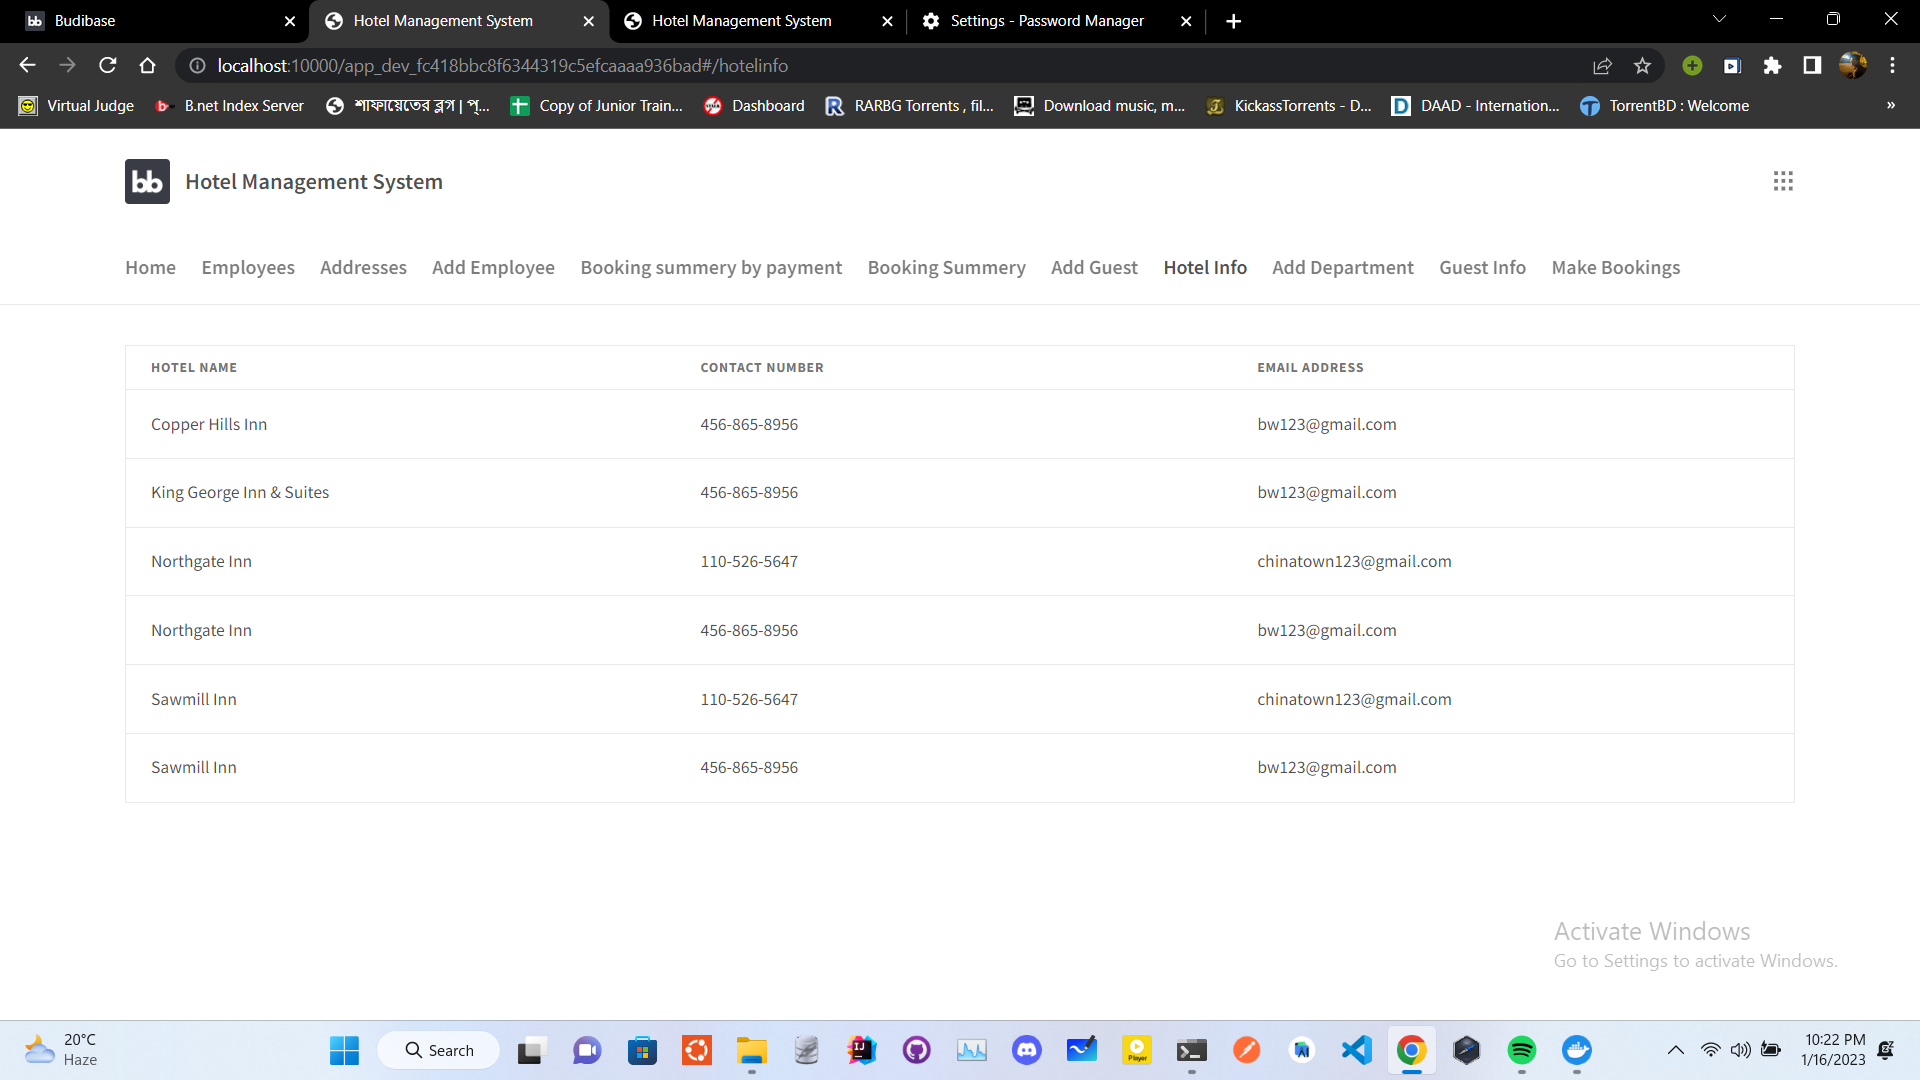 Budibase
Hotel Management System
Hotel Management System
Settings - Password Manager
localhost:10000/app_dev_fc418bbc8f6344319c5efcaaaa936bad#/hotelinfo
Virtual Judge
B.net Index Server
শাফায়েতের ব্লগ | প্...
Copy of Junior Train...
Dashboard
RARBG Torrents , fil...
Download music, m...
KickassTorrents - D...
DAAD - Internation...
TorrentBD : Welcome
»
bb Hotel Management System
Home Employees Addresses Add Employee Booking summery by payment Booking Summery Add Guest Hotel Info Add Department Guest Info Make Bookings
HOTEL NAME CONTACT NUMBER EMAIL ADDRESS
Copper Hills Inn 456-865-8956 bw123@gmail.com
King George Inn & Suites 456-865-8956 bw123@gmail.com
Northgate Inn 110-526-5647 chinatown123@gmail.com
Northgate Inn 456-865-8956 bw123@gmail.com
Sawmill Inn 110-526-5647 chinatown123@gmail.com
Sawmill Inn 456-865-8956 bw123@gmail.com
Activate Windows
Go to Settings to activate Windows.
20°C
Haze
Search
10:22 PM
1/16/2023